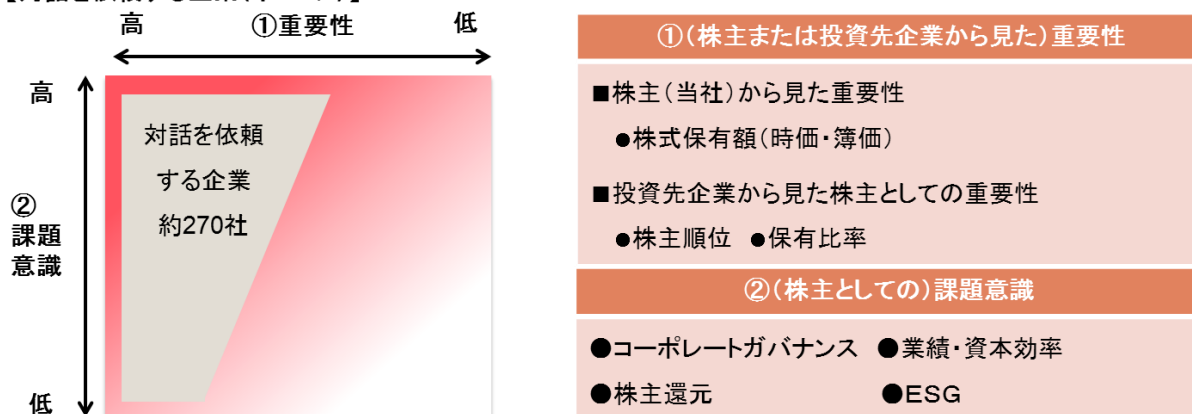 高 ①重要性 低
高
②
課題
意識
低
対話を依頼
する企業
約270社
①(株主または投資先企業から見た)重要性
■株主(当社)から見た重要性
●株式保有額(時価・簿価)
■投資先企業から見た株主としての重要性
●株主順位 ●保有比率
②(株主としての)課題意識
●コーポレートガバナンス ●業績・資本効率
●株主還元 ●ESG